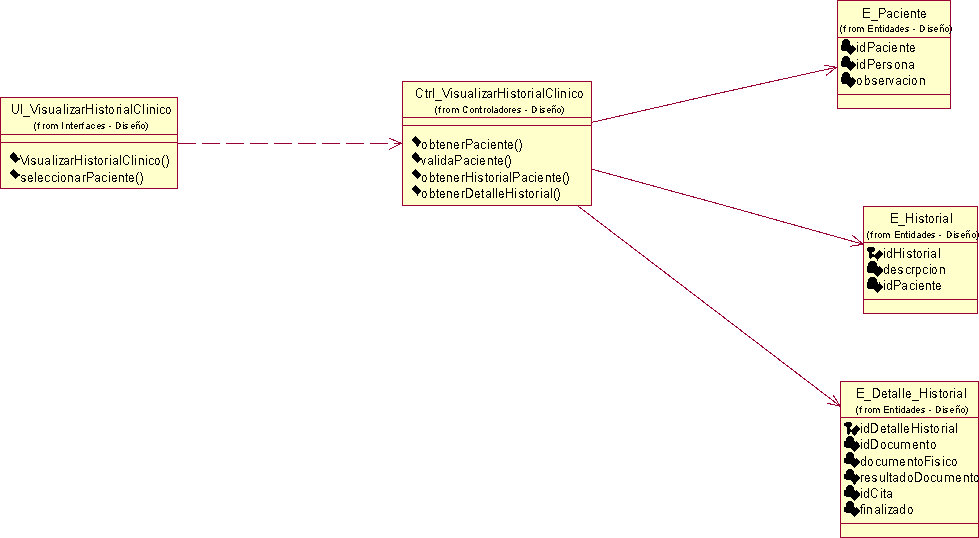 UI_VisualizarHistorialClinico
(from Interfaces - Diseño)
VisualizarHistorialClinico()
seleccionarPaciente()
Ctrl_VisualizarHistorialClinico
(from Controladores - Diseño)
obtenerPaciente()
validaPaciente()
obtenerHistorialPaciente()
obtenerDetalleHistorial()
E_Paciente
(from Entidades - Diseño)
idPaciente
idPersona
observacion
E_Historial
(from Entidades - Diseño)
idHistorial
descrpcion
idPaciente
E_Detalle_Historial
(from Entidades - Diseño)
idDetalleHistorial
idDocumento
documentoFisico
resultadoDocumento
idCita
finalizado